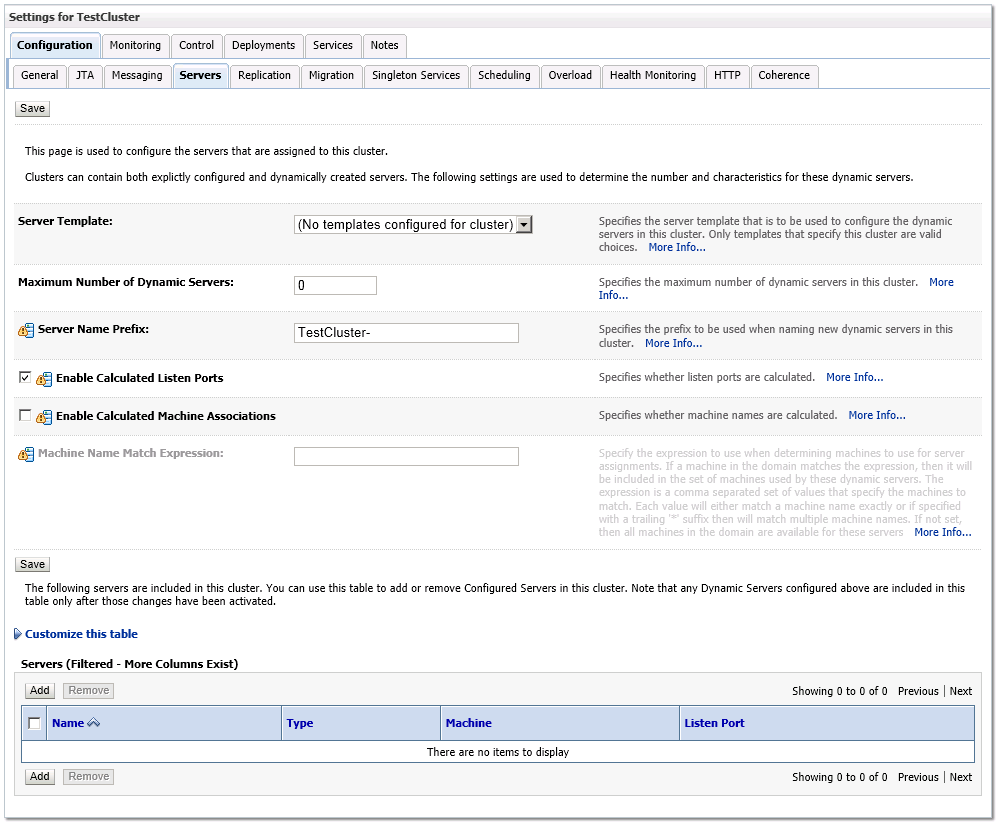 Settings for TestCluster
Configuration Monitoring Control Deployments Services Notes
General JTA Messaging Servers Replication Migration Singleton Services Scheduling Overload Health Monitoring HTTP Coherence
Save
This page is used to configure the servers that are assigned to this cluster.
Clusters can contain both explictly configured and dynamically created servers. The following settings are used to determine the number and characteristics for these dynamic servers.
Server Template: (No templates configured for cluster) Specifies the server template that is to be used to configure the dynamic
servers in this cluster. Only templates that specify this cluster are valid
choices. More Info...
Maximum Number of Dynamic Servers: 0 Specifies the maximum number of dynamic servers in this cluster. More
Info...
Server Name Prefix: TestCluster- Specifies the prefix to be used when naming new dynamic servers in this
cluster. More Info...
Enable Calculated Listen Ports Specifies whether listen ports are calculated. More Info...
Enable Calculated Machine Associations Specifies whether machine names are calculated. More Info...
Machine Name Match Expression: Specify the expression to use when determining machines to use for server
assignments. If a machine in the domain matches the expression, then it will
be included in the set of machines used by these dynamic servers. The
expression is a comma separated set of values that specify the machines to
match. Each value will either match a machine name exactly or if specified
with a trailing '*' suffix then will match multiple machine names. If not set,
then all machines in the domain are available for these servers More Info...
Save
The following servers are included in this cluster. You can use this table to add or remove Configured Servers in this cluster. Note that any Dynamic Servers configured above are included in this
table only after those changes have been activated.
Customize this table
Servers (Filtered - More Columns Exist)
Add Remove Showing 0 to 0 of 0 Previous | Next
Name Type Machine Listen Port
There are no items to display
Add Remove Showing 0 to 0 of 0 Previous | Next